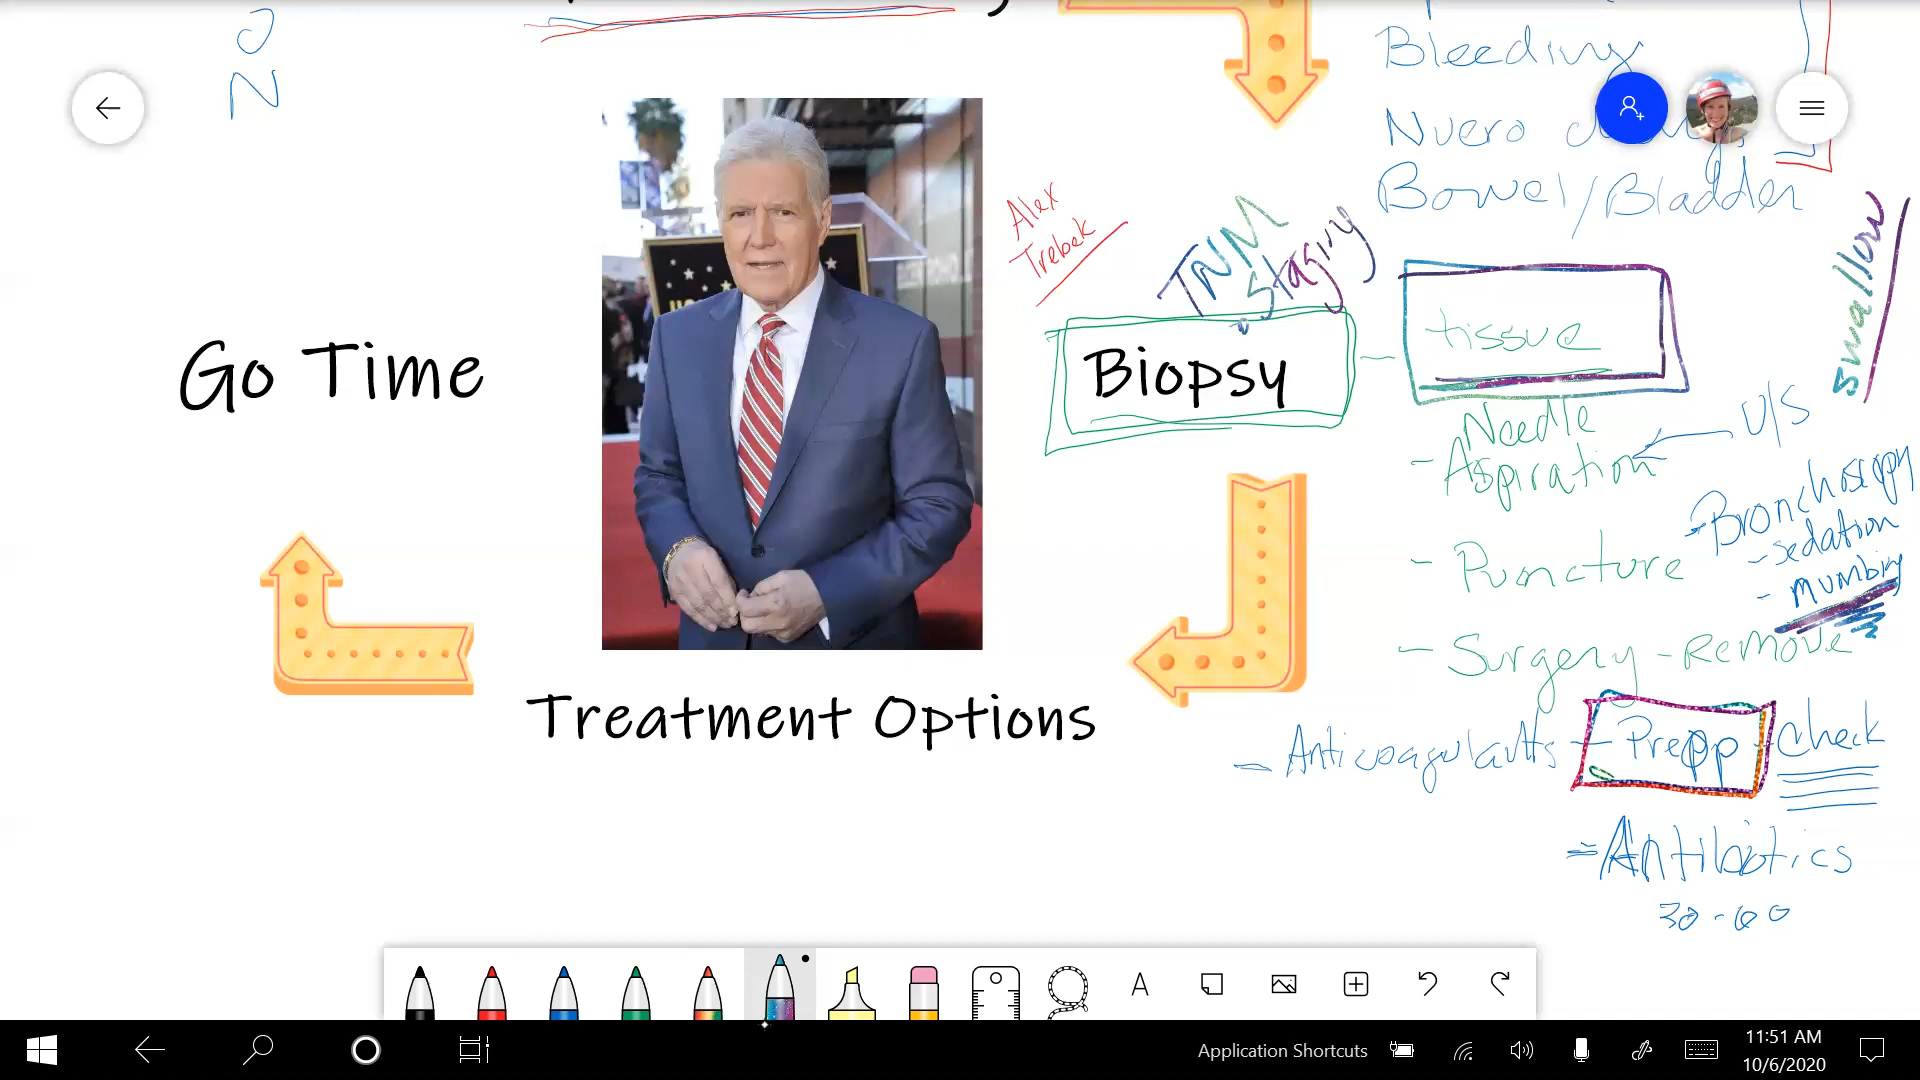 J
N
Bleeding
Nuero
Bowel/Bladder
Alex
Trebek
TNM
Staging
swallow
Go Time
Biopsy
- tissue
U/S
- Needle
Aspiration
- Bronchoscopy
- sedation
- numbing
- Puncture
- Surgery - Remove
Treatment Options
- Anticoagulants - Prepp - Check
= Antibiotics
30-60
A
Application Shortcuts
11:51 AM
10/6/2020